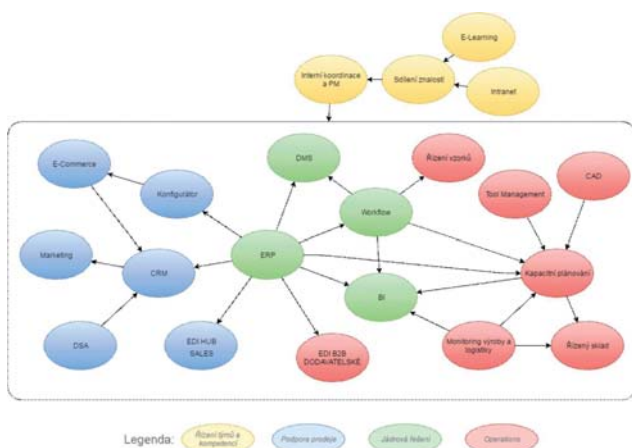 E-Learning
Interní koordinace
a PM
Sdílení znalostí
Intranet
E-Commerce
DMS
Řízení vzorků
CAD
Konfigurátor
Tool Management
Workflow
Marketing
CRM
ERP
Kapacitní plánování
BI
DSA
EDI HUB
SALES
EDI B2B
DODAVATELSKÉ
Monitoring výroby a
logistiky
Řízený sklad
Legenda:
Řízení týmů a
kompetencí
Podpora prodeje
Jádrová řešení
Operations